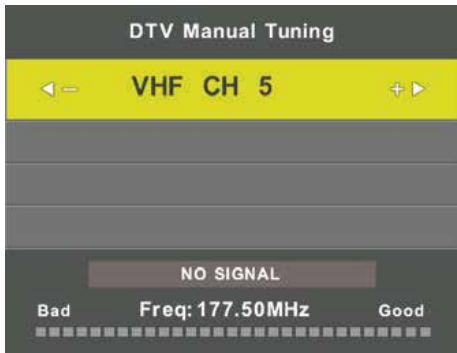 DTV Manual Tuning
VHF CH 5
NO SIGNAL
Bad Freq:177.50MHz Good